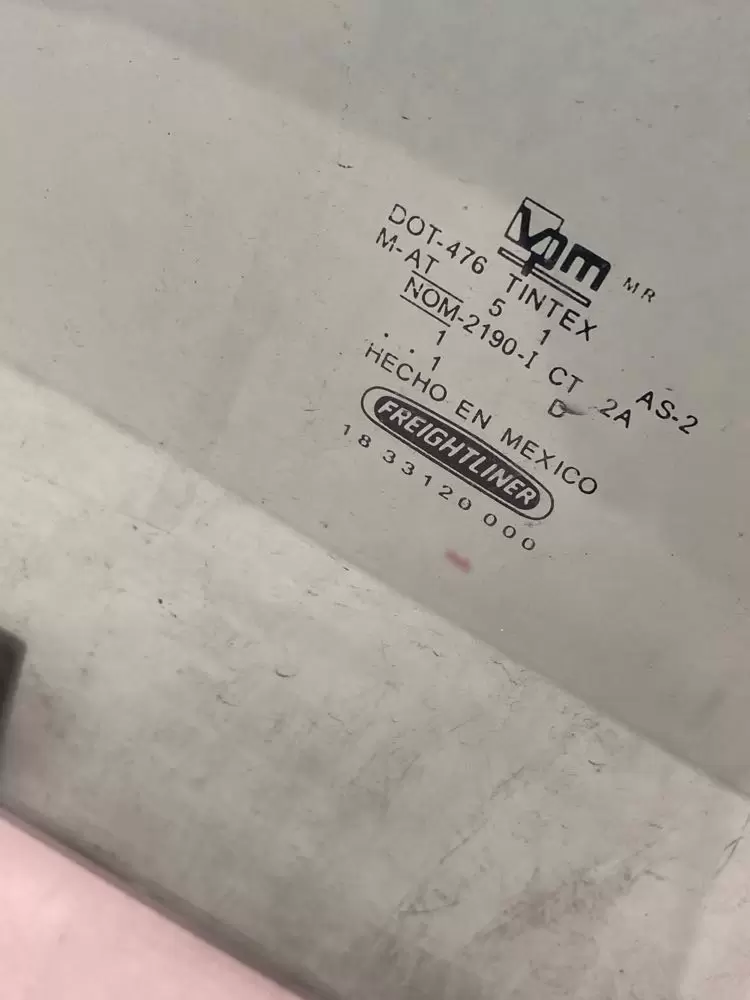 vpm MR
DOT-476 TINTEX
M-AT 5 1
NOM-2190-I CT 2A AS-2
1 D
. . 1
HECHO EN MEXICO
FREIGHTLINER
18 33120 000